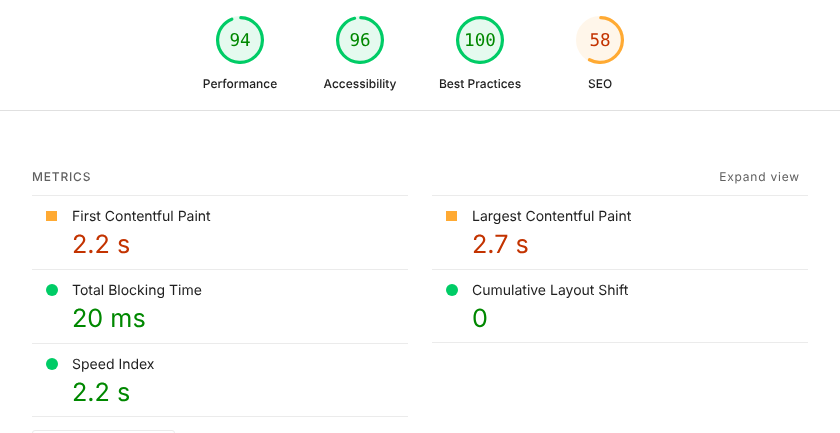 94 96 100 58
Performance Accessibility Best Practices SEO
METRICS Expand view
First Contentful Paint
2.2 s
Largest Contentful Paint
2.7 s
Total Blocking Time
20 ms
Cumulative Layout Shift
0
Speed Index
2.2 s